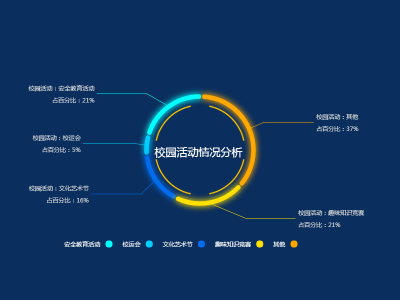 校园活动：安全教育活动
占百分比：21%
校园活动：其他
占百分比：37%
校园活动：校运会
占百分比：5%
校园活动情况分析
校园活动：文化艺术节
占百分比：16%
校园活动：趣味知识竞赛
占百分比：21%
安全教育活动 校运会 文化艺术节 趣味知识竞赛 其他